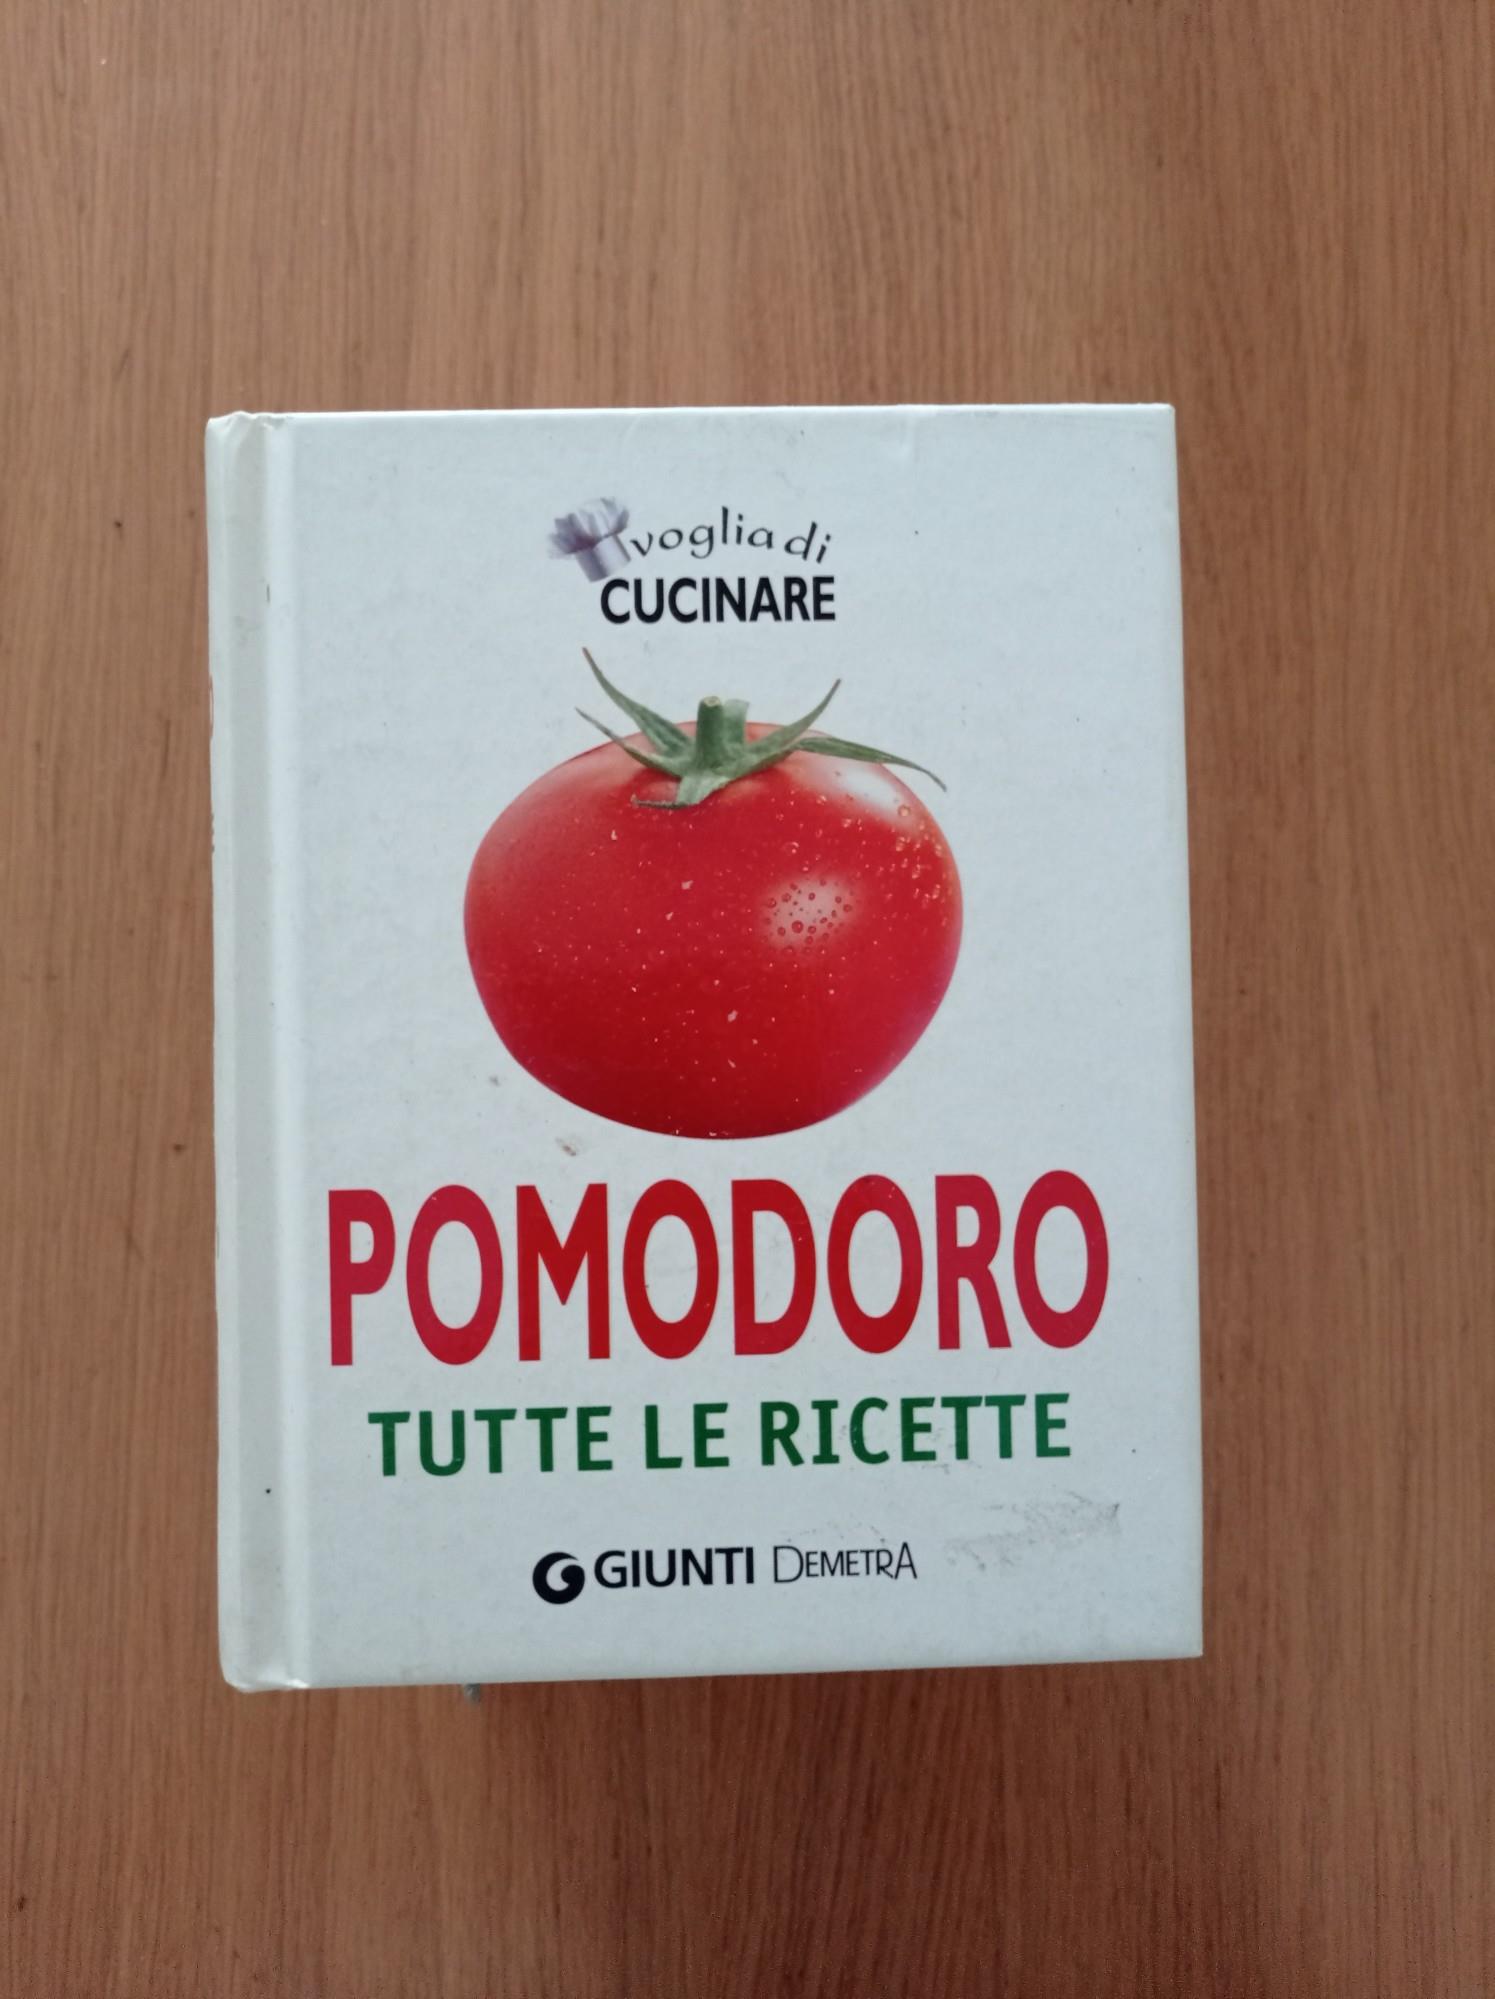 voglia di
CUCINARE
POMODORO
TUTTE LE RICETTE
GIUNTI DEMETRA